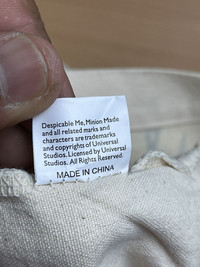 Despicable Me, Minion Made
and all related marks and
characters are trademarks
and copyrights of Universal
Studios. Licensed by Universal
Studios. All Rights Reserved.
MADE IN CHINA